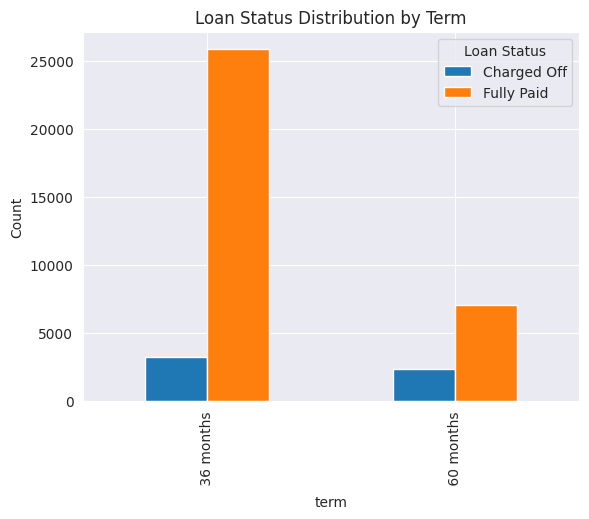 Loan Status Distribution by Term
Loan Status
Charged Off
Fully Paid
25000
20000
15000
10000
5000
0
Count
36 months
60 months
term